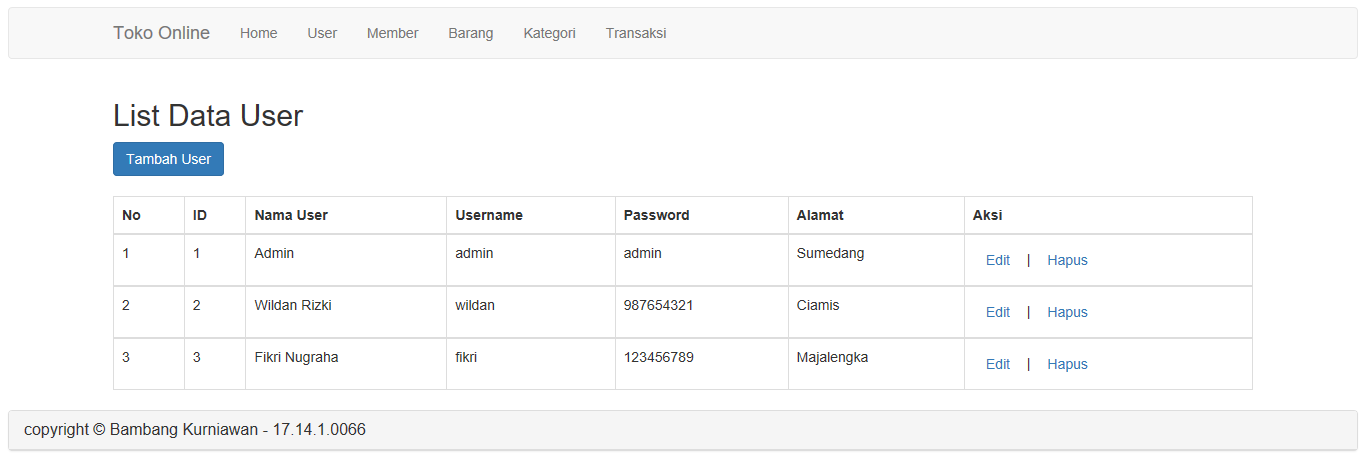 Toko Online Home User Member Barang Kategori Transaksi
List Data User
Tambah User
No ID Nama User Username Password Alamat Aksi
1 1 Admin admin admin Sumedang Edit | Hapus
2 2 Wildan Rizki wildan 987654321 Ciamis Edit | Hapus
3 3 Fikri Nugraha fikri 123456789 Majalengka Edit | Hapus
copyright © Bambang Kurniawan - 17.14.1.0066